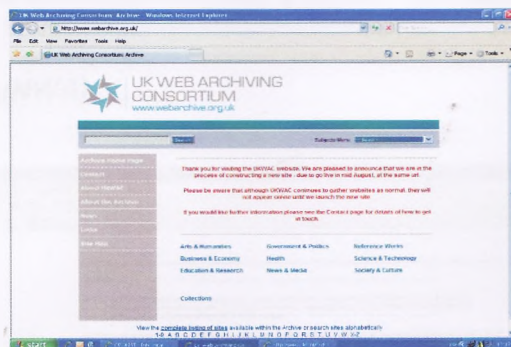 UK Web Archiving Consortium: Archive - Windows Internet Explorer
http://www.webarchive.org.uk/
File Edit View Favorites Tools Help
UK Web Archiving Consortium: Archive
Page Tools
UK WEB ARCHIVING
CONSORTIUM
www.webarchive.org.uk
Archive Home Page
Contact
About the Archive
News
Links
Site Help
Thank you for visiting the UKWAC website. We are pleased to announce that we are in the
process of constructing a new site - due to go live in mid August, at the same url.
Please be aware that although UKWAC continues to gather websites as normal, they will
not appear online until we launch the new site.
If you would like further information please see the Contact page for details of how to get
in touch.
Arts & Humanities Government & Politics Reference Works
Business & Economy Health Science & Technology
Education & Research News & Media Society & Culture
Collections
View the complete listing of sites available within the Archive or search sites alphabetically
1-9 A B C D E F G H I J K L M N O P Q R S T U V W X-Z
start